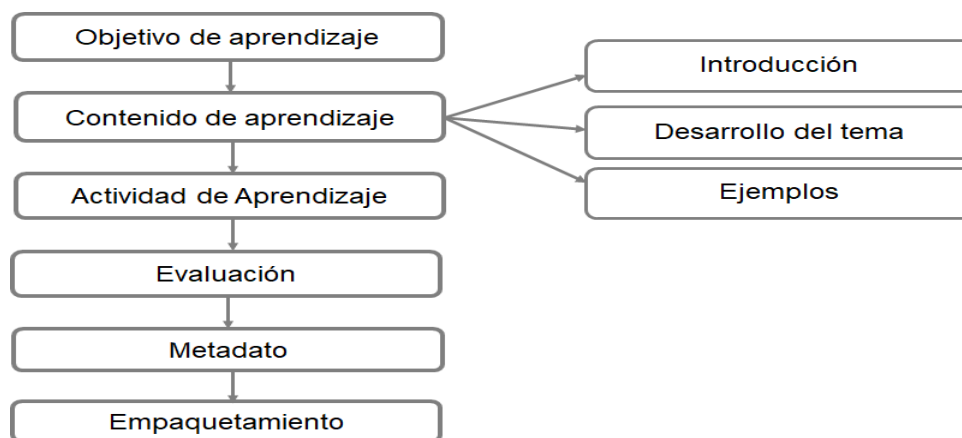 Objetivo de aprendizaje
Contenido de aprendizaje
Introducción
Desarrollo del tema
Ejemplos
Actividad de Aprendizaje
Evaluación
Metadato
Empaquetamiento